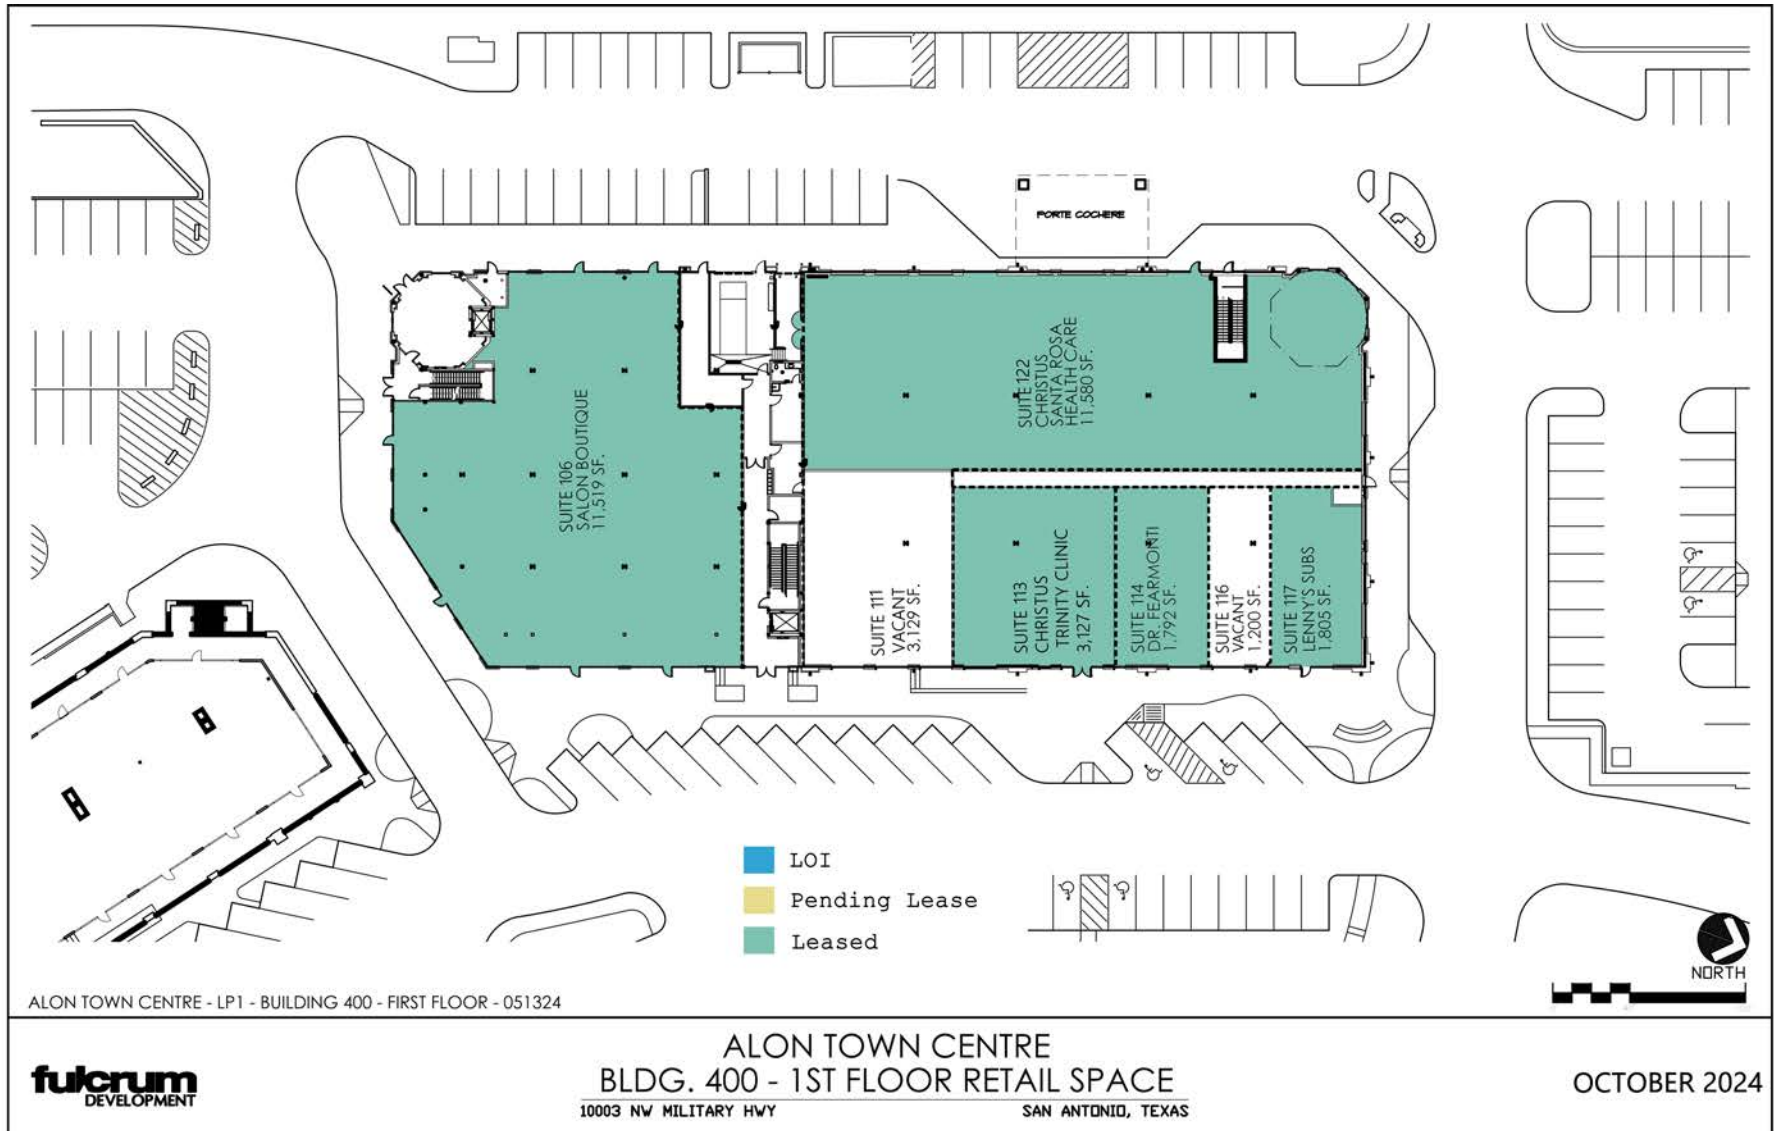 PORTE COCHERE
SUITE 106
SALON BOUTIQUE
11,519 SF.
SUITE 122
CHRISTUS
SANTA ROSA
HEALTH CARE
11,580 SF.
SUITE 111
VACANT
3,129 SF.
SUITE 113
CHRISTUS
TRINITY CLINIC
3,127 SF.
SUITE 114
DR. FEARMONTI
1,792 SF.
SUITE 116
VACANT
1,200 SF.
SUITE 117
LENNY'S SUBS
1,805 SF.
LOI
Pending Lease
Leased
NORTH
ALON TOWN CENTRE - LP1 - BUILDING 400 - FIRST FLOOR - 051324
fulcrum
DEVELOPMENT
ALON TOWN CENTRE
BLDG. 400 - 1ST FLOOR RETAIL SPACE
10003 NW MILITARY HWY SAN ANTONIO, TEXAS
OCTOBER 2024